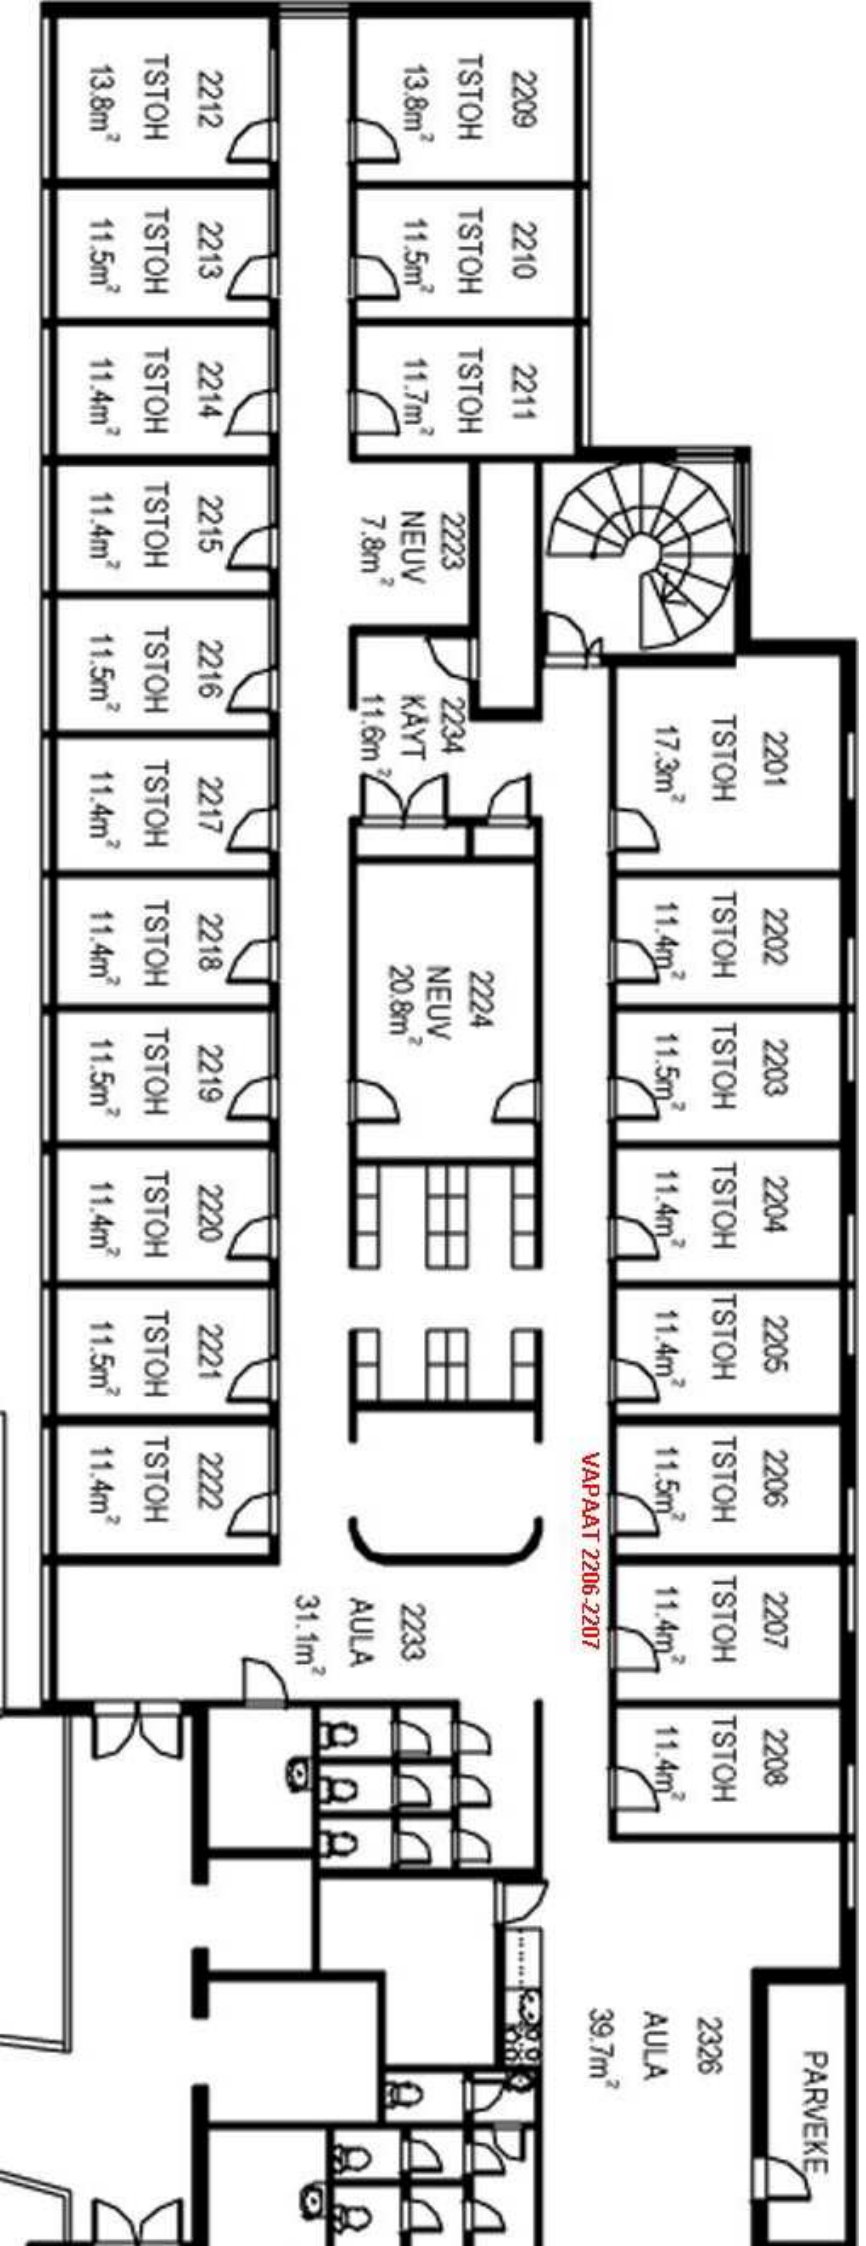 2212
TSTOH
13.8m²
2209
TSTOH
13.8m²
2213
TSTOH
11.5m²
2210
TSTOH
11.5m²
2214
TSTOH
11.4m²
2211
TSTOH
11.7m²
2215
TSTOH
11.4m²
2223
NEUV
7.8m²
2216
TSTOH
11.5m²
2234
KÄYT
11.6m²
2201
TSTOH
17.3m²
2217
TSTOH
11.4m²
2218
TSTOH
11.4m²
2224
NEUV
20.8m²
2202
TSTOH
11.4m²
2219
TSTOH
11.5m²
2203
TSTOH
11.5m²
2220
TSTOH
11.4m²
2204
TSTOH
11.4m²
2221
TSTOH
11.5m²
2205
TSTOH
11.4m²
2222
TSTOH
11.4m²
2206
TSTOH
11.5m²
VAPAAT 2206-2207
2233
AULA
31.1m²
2207
TSTOH
11.4m²
2208
TSTOH
11.4m²
2326
AULA
39.7m²
PARVEKE